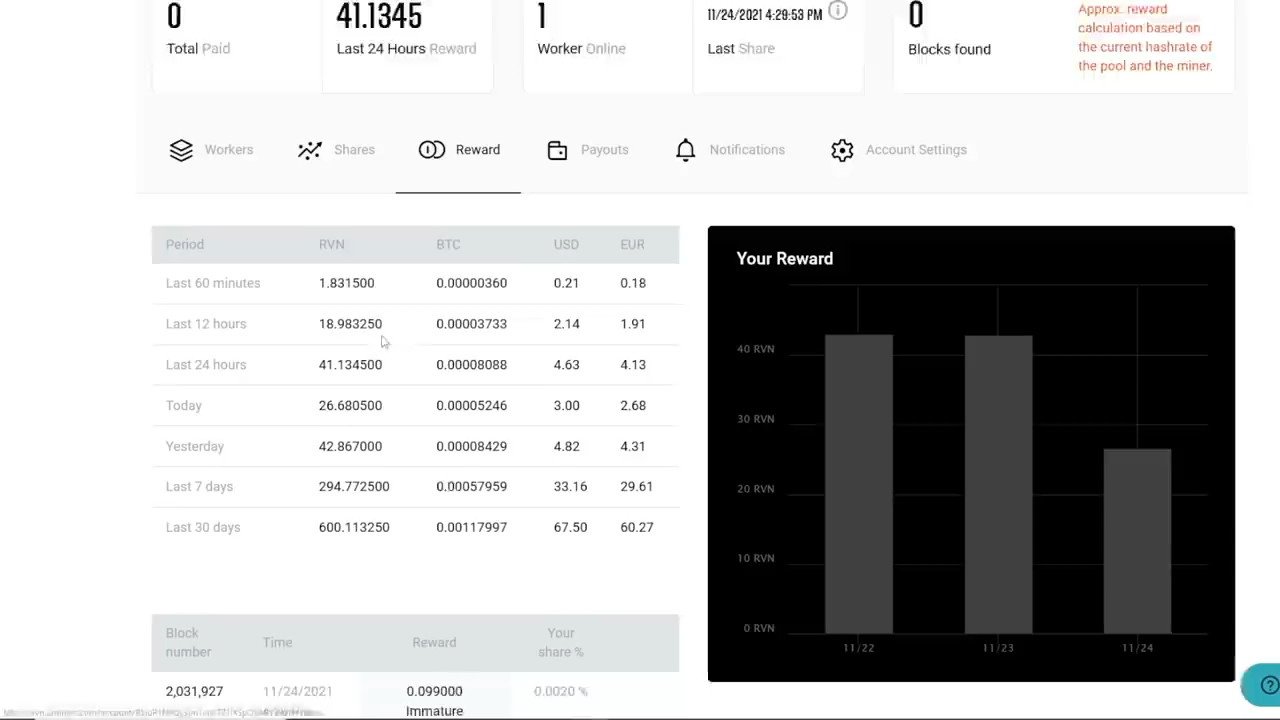 0
Total Paid
41.1345
Last 24 Hours Reward
1
Worker Online
11/24/2021 4:29:53 PM
Last Share
0
Blocks found
Approx. reward
calculation based on
the current hashrate of
the pool and the miner.
Workers
Shares
Reward
Payouts
Notifications
Account Settings
Period RVN BTC USD EUR
Last 60 minutes 1.831500 0.00000360 0.21 0.18
Last 12 hours 18.983250 0.00003733 2.14 1.91
Last 24 hours 41.134500 0.00008088 4.63 4.13
Today 26.680500 0.00005246 3.00 2.68
Yesterday 42.867000 0.00008429 4.82 4.31
Last 7 days 294.772500 0.00057959 33.16 29.61
Last 30 days 600.113250 0.00117997 67.50 60.27
Your Reward
40 RVN
30 RVN
20 RVN
10 RVN
0 RVN
11/22 11/23 11/24
Block
number
Time
Reward
Your
share %
2,031,927 11/24/2021 0.099000 0.0020 %
Immature